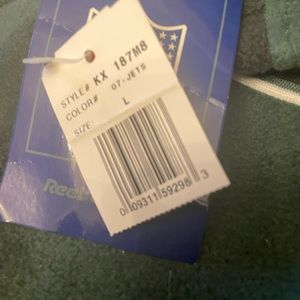 STYLE# KX 187M8
COLOR# 07-JETS
SIZE: L
0 09311 59298 3